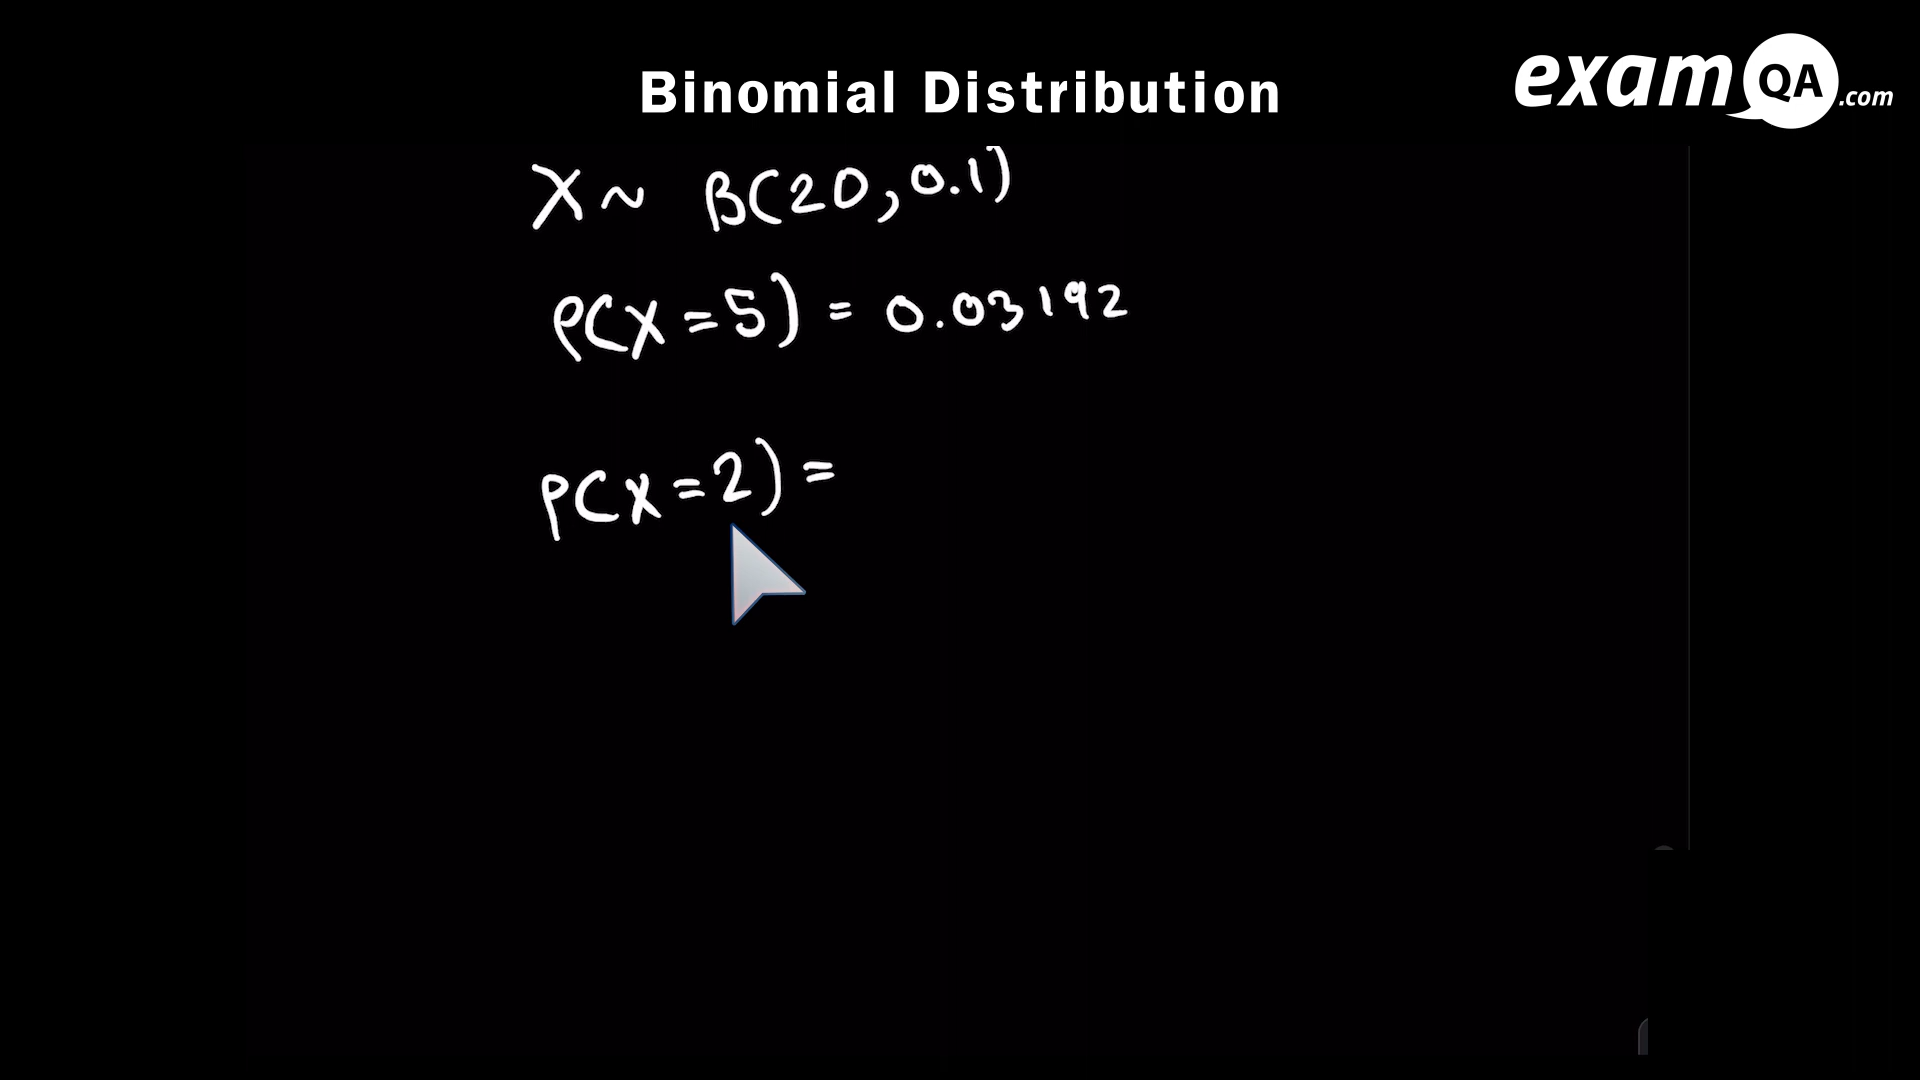 Binomial Distribution
examQA.com
X ~ B(20, 0.1)
P(X = 5) = 0.03192
P(X = 2) =